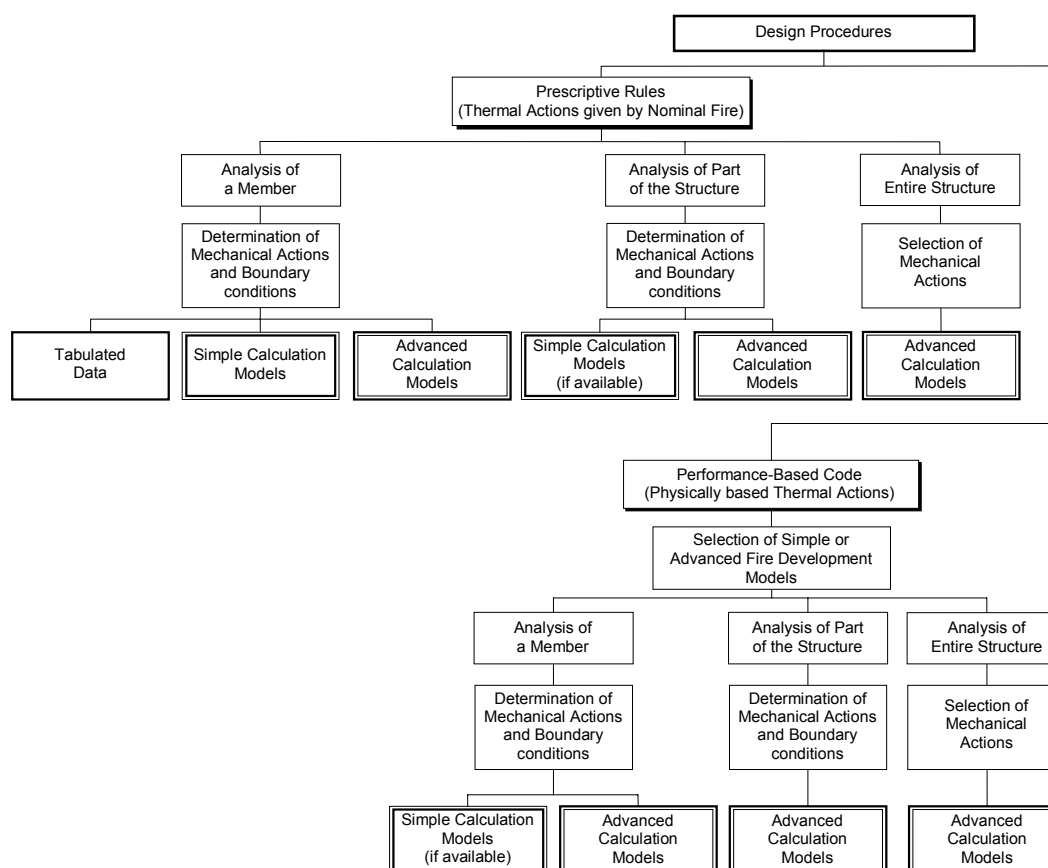 Design Procedures
Prescriptive Rules
(Thermal Actions given by Nominal Fire)
Analysis of
a Member
Analysis of Part
of the Structure
Analysis of
Entire Structure
Determination of
Mechanical Actions
and Boundary
conditions
Determination of
Mechanical Actions
and Boundary
conditions
Selection of
Mechanical
Actions
Tabulated
Data
Simple Calculation
Models
Advanced
Calculation
Models
Simple Calculation
Models
(if available)
Advanced
Calculation
Models
Advanced
Calculation
Models
Performance-Based Code
(Physically based Thermal Actions)
Selection of Simple or
Advanced Fire Development
Models
Analysis of
a Member
Analysis of Part
of the Structure
Analysis of
Entire Structure
Determination of
Mechanical Actions
and Boundary
conditions
Determination of
Mechanical Actions
and Boundary
conditions
Selection of
Mechanical
Actions
Simple Calculation
Models
(if available)
Advanced
Calculation
Models
Advanced
Calculation
Models
Advanced
Calculation
Models